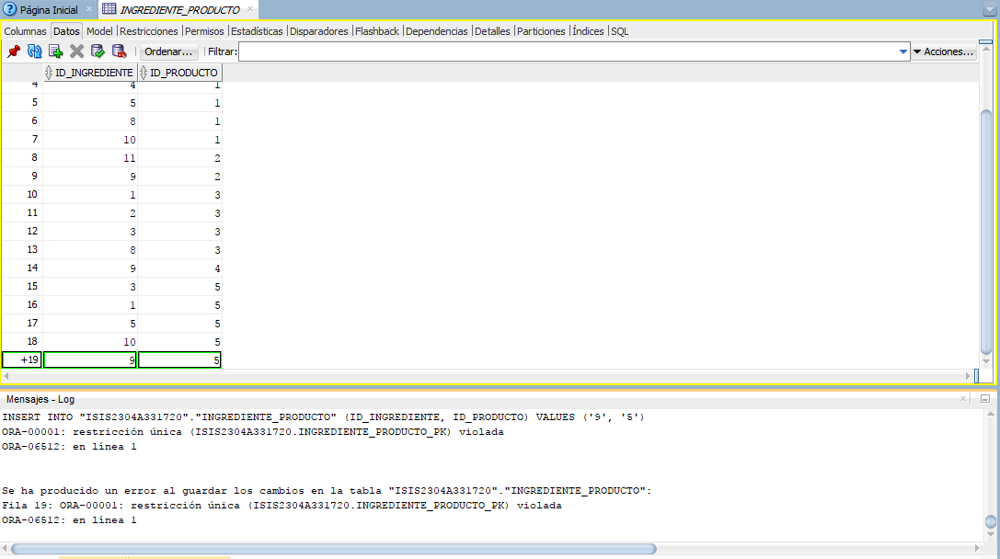 Página Inicial × INGREDIENTE_PRODUCTO ×
Columnas Datos Model Restricciones Permisos Estadísticas Disparadores Flashback Dependencias Detalles Particiones Índices SQL
Ordenar... Filtrar: Acciones...
ID_INGREDIENTE ID_PRODUCTO
4 4 1
5 5 1
6 8 1
7 10 1
8 11 2
9 9 2
10 1 3
11 2 3
12 3 3
13 8 3
14 9 4
15 3 5
16 1 5
17 5 5
18 10 5
+19 9 5
Mensajes - Log
INSERT INTO "ISIS2304A331720"."INGREDIENTE_PRODUCTO" (ID_INGREDIENTE, ID_PRODUCTO) VALUES ('9', '5')
ORA-00001: restricción única (ISIS2304A331720.INGREDIENTE_PRODUCTO_PK) violada
ORA-06512: en línea 1
Se ha producido un error al guardar los cambios en la tabla "ISIS2304A331720"."INGREDIENTE_PRODUCTO":
Fila 19: ORA-00001: restricción única (ISIS2304A331720.INGREDIENTE_PRODUCTO_PK) violada
ORA-06512: en línea 1